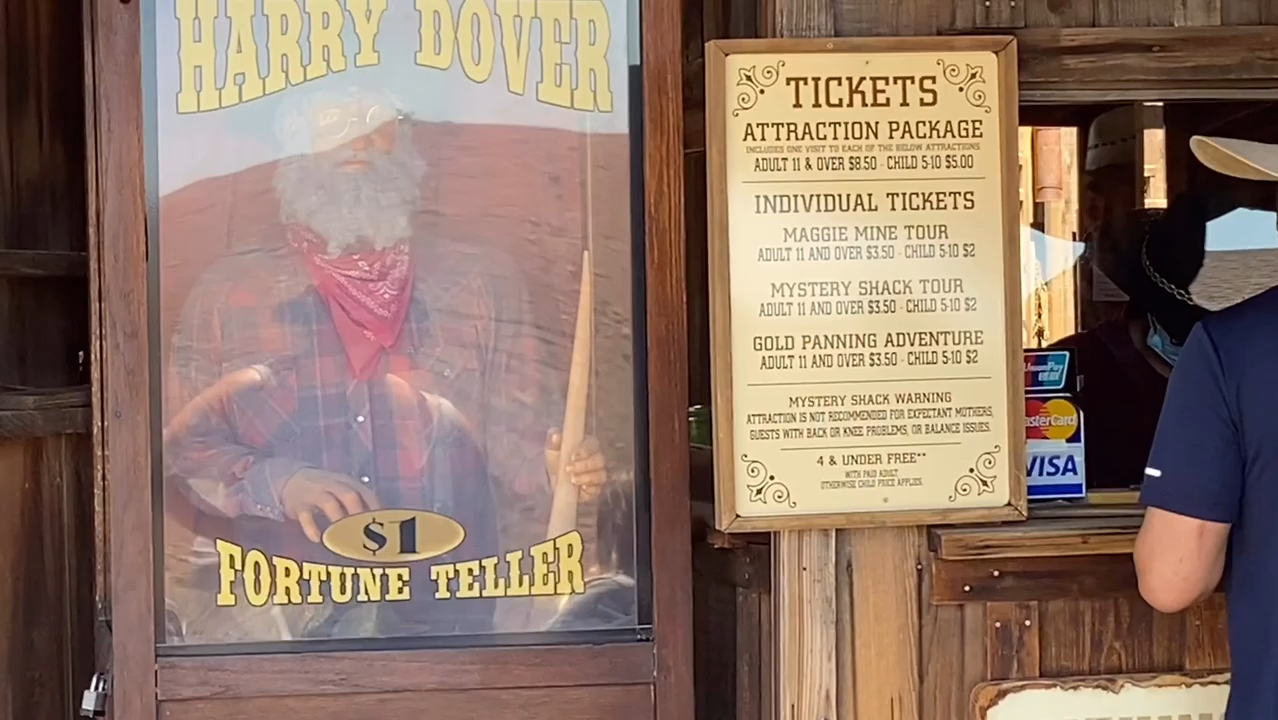 HARRY DOVER
$1
FORTUNE TELLER
TICKETS
ATTRACTION PACKAGE
INCLUDES ONE VISIT TO EACH OF THE BELOW ATTRACTIONS
ADULT 11 & OVER $8.50 - CHILD 5-10 $5.00
INDIVIDUAL TICKETS
MAGGIE MINE TOUR
ADULT 11 AND OVER $3.50 - CHILD 5-10 $2
MYSTERY SHACK TOUR
ADULT 11 AND OVER $3.50 - CHILD 5-10 $2
GOLD PANNING ADVENTURE
ADULT 11 AND OVER $3.50 - CHILD 5-10 $2
MYSTERY SHACK WARNING
ATTRACTION IS NOT RECOMMENDED FOR EXPECTANT MOTHERS,
GUESTS WITH BACK OR KNEE PROBLEMS, OR BALANCE ISSUES.
4 & UNDER FREE**
WITH PAID ADULT
OTHERWISE CHILD PRICE APPLIES.
UnionPay
银联
asterCard
VISA